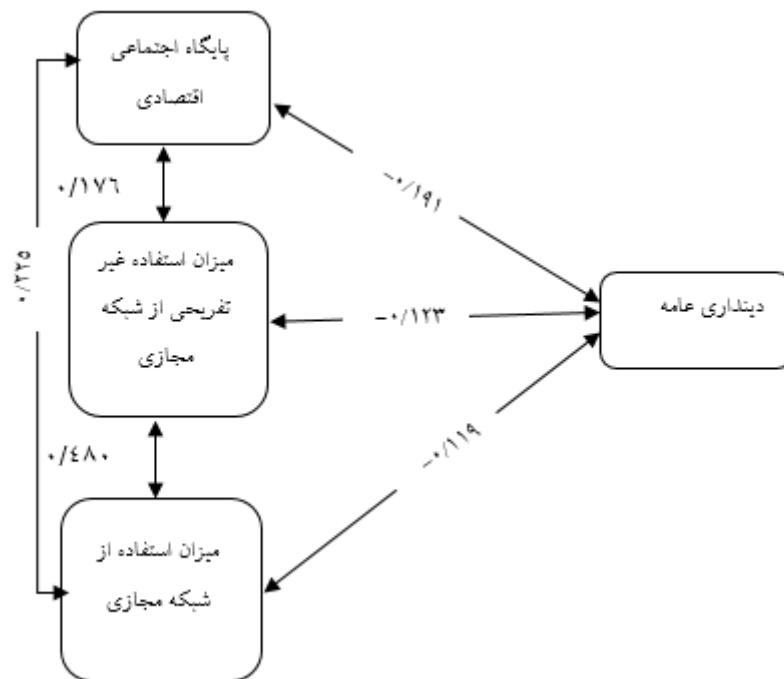 پایگاه اجتماعی
اقتصادی
۰/۱۷۶
-۰/۱۹۱
۰/۲۲۵
میزان استفاده غیر
تفریحی از شبکه
مجازی
-۰/۱۲۳
دینداری عامه
۰/٤۸۰
-۰/۱۱۹
میزان استفاده از
شبکه مجازی